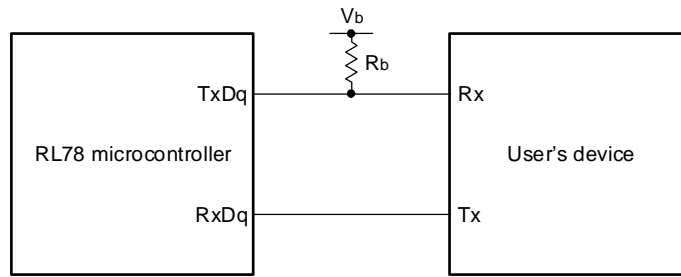 Vb
Rb
TxDq Rx
RL78 microcontroller User's device
RxDq Tx